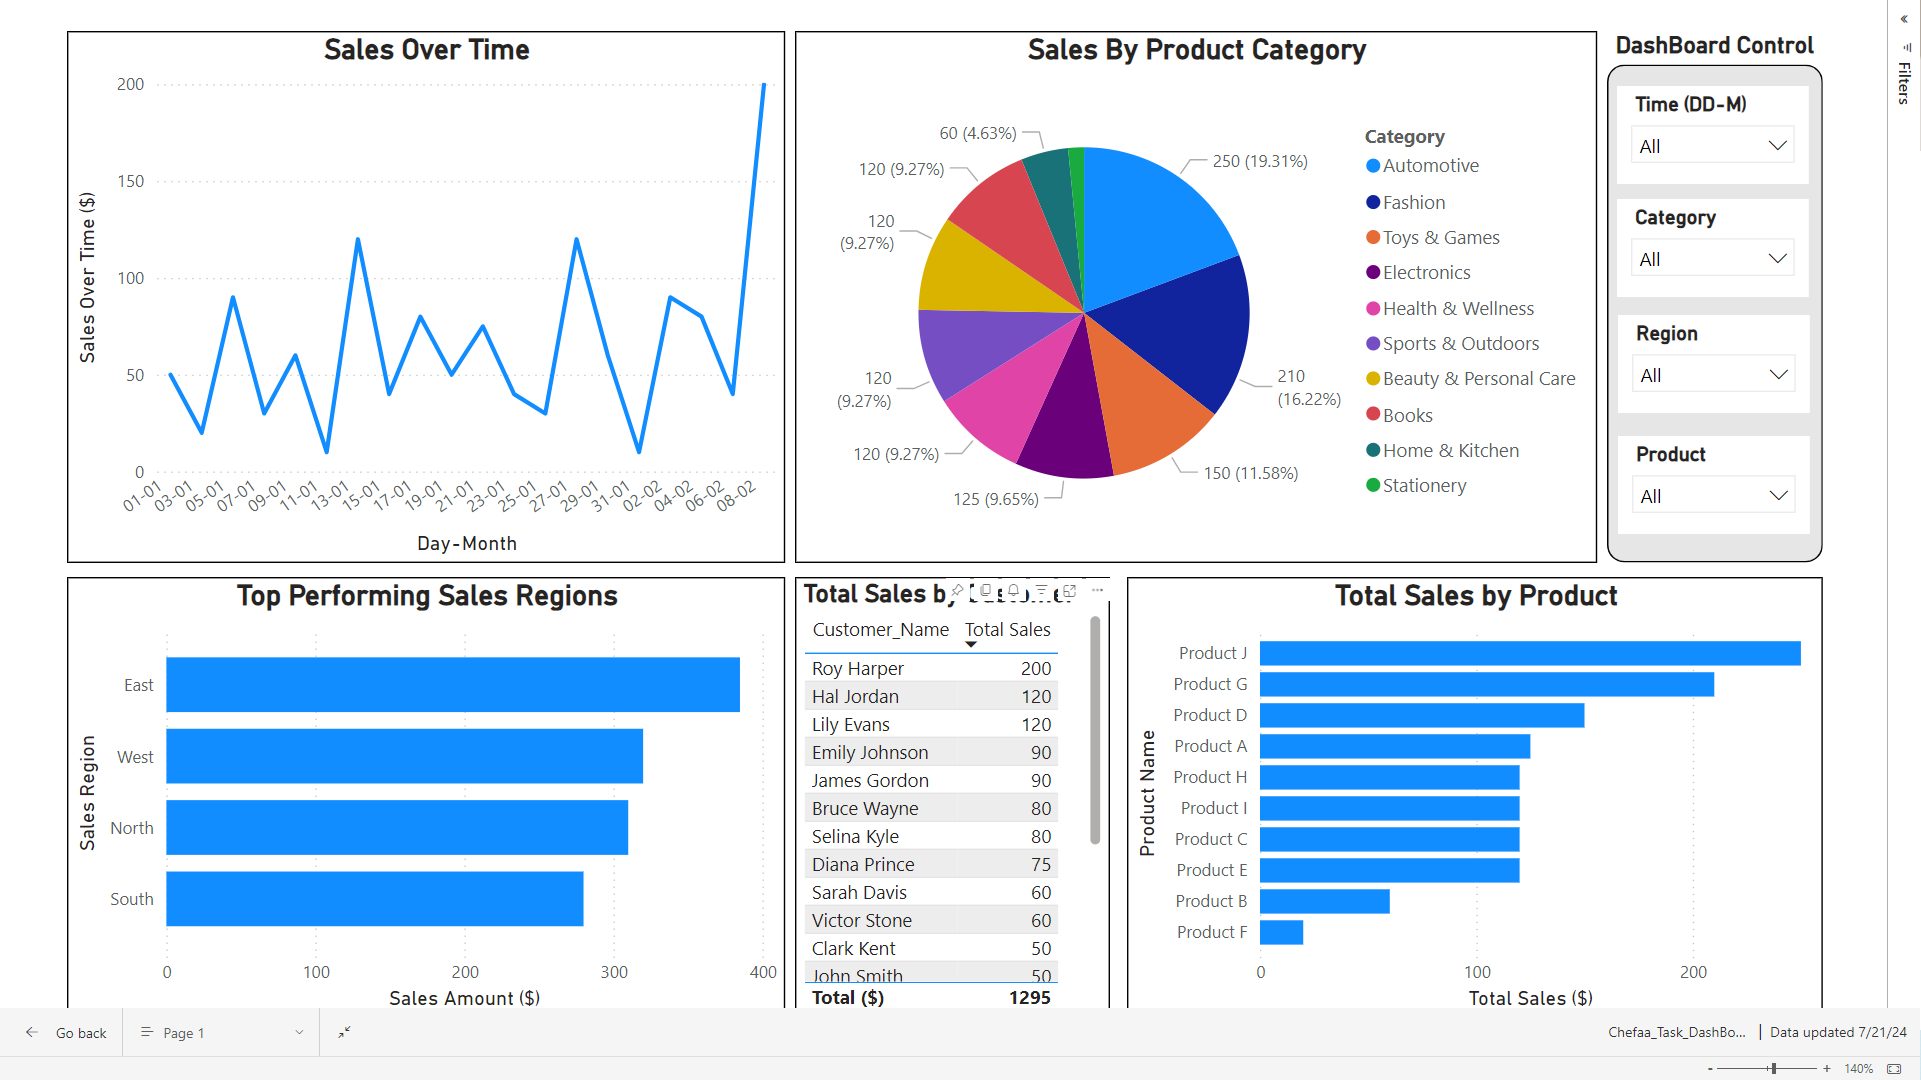 Sales Over Time
200
150
100
50
0
Sales Over Time ($)
01-01
03-01
05-01
07-01
09-01
11-01
13-01
15-01
17-01
19-01
21-01
23-01
25-01
27-01
29-01
31-01
02-02
04-02
06-02
08-02
Day-Month
Sales By Product Category
60 (4.63%)
120 (9.27%)
120
(9.27%)
120
(9.27%)
120 (9.27%)
125 (9.65%)
150 (11.58%)
210
(16.22%)
250 (19.31%)
Category
Automotive
Fashion
Toys & Games
Electronics
Health & Wellness
Sports & Outdoors
Beauty & Personal Care
Books
Home & Kitchen
Stationery
DashBoard Control
Time (DD-M)
All
Category
All
Region
All
Product
All
Filters
Top Performing Sales Regions
Sales Region
East
West
North
South
0
100
200
300
400
Sales Amount ($)
Total Sales by Customer
Customer_Name Total Sales
Roy Harper 200
Hal Jordan 120
Lily Evans 120
Emily Johnson 90
James Gordon 90
Bruce Wayne 80
Selina Kyle 80
Diana Prince 75
Sarah Davis 60
Victor Stone 60
Clark Kent 50
John Smith 50
Total ($) 1295
Total Sales by Product
Product Name
Product J
Product G
Product D
Product A
Product H
Product I
Product C
Product E
Product B
Product F
0
100
200
Total Sales ($)
Go back
Page 1
Chefaa_Task_DashBo... | Data updated 7/21/24
- + 140%